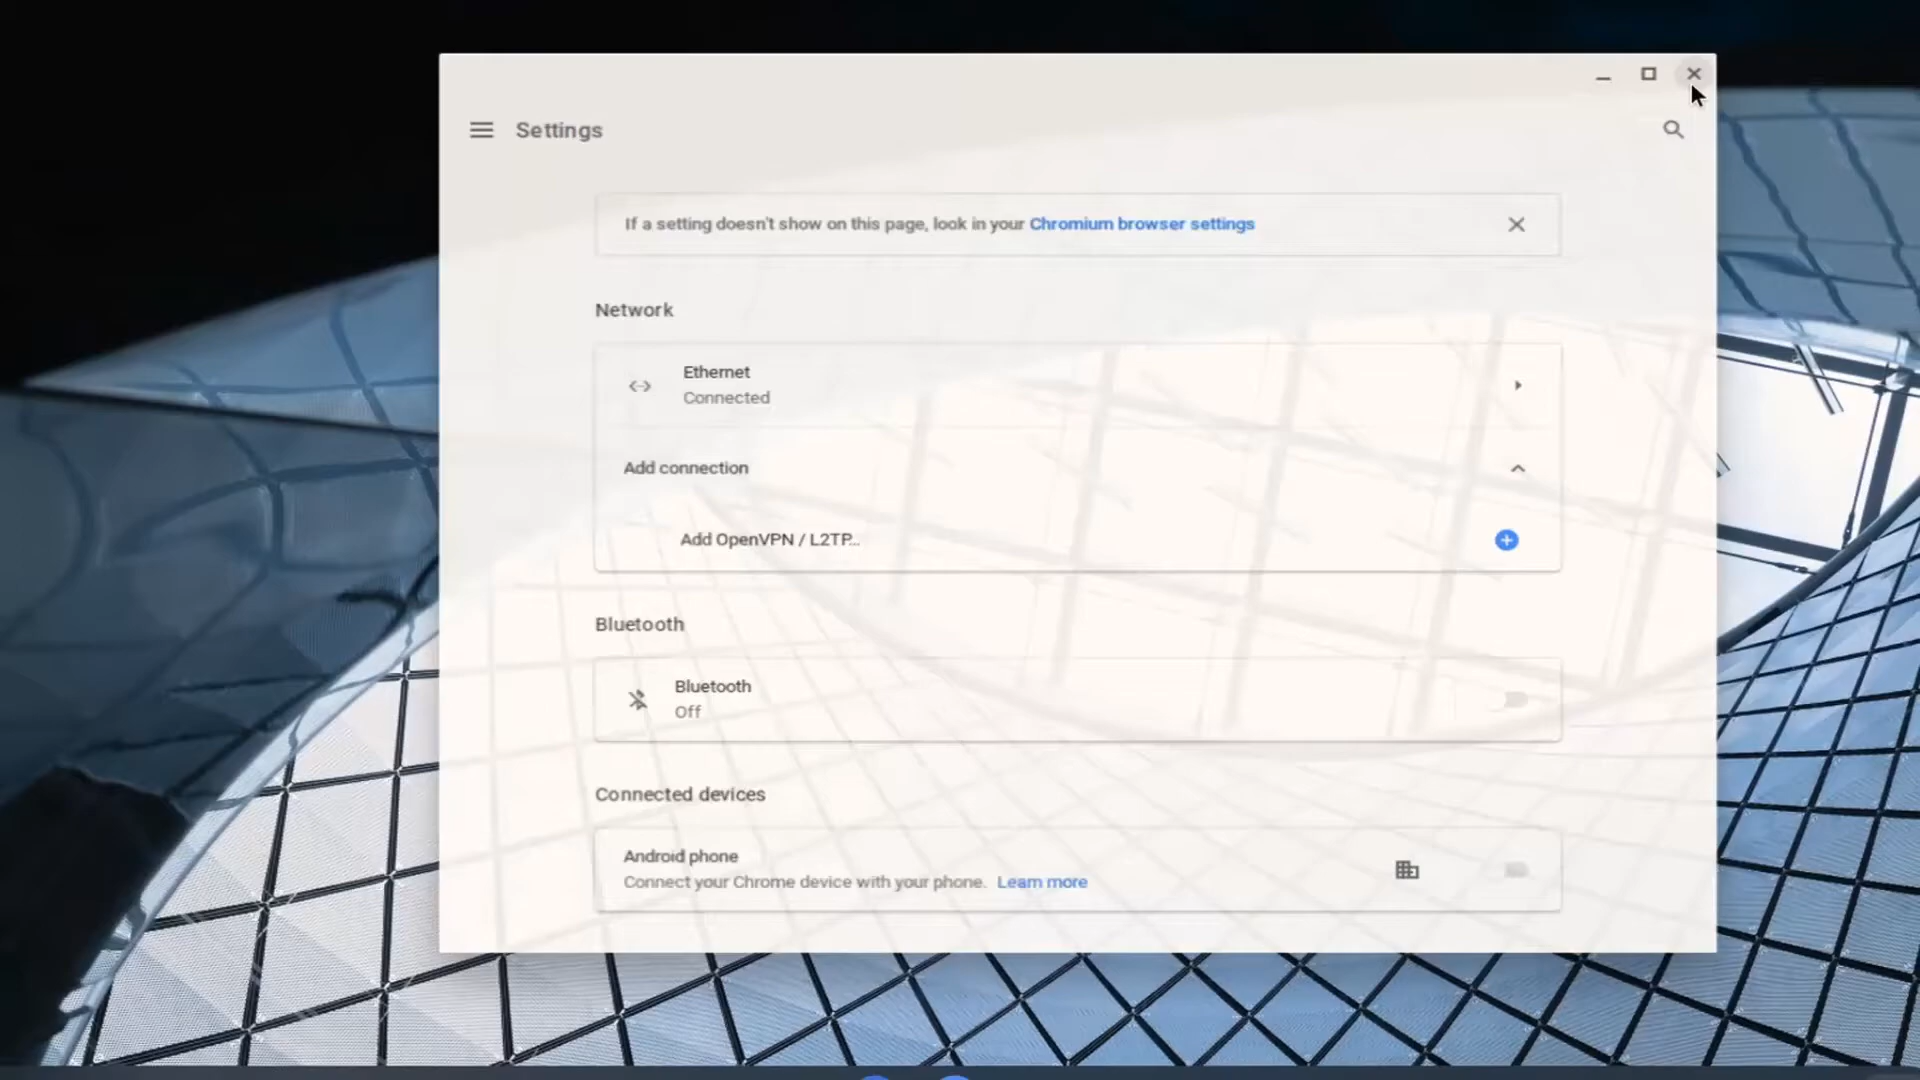 Settings
If a setting doesn't show on this page, look in your Chromium browser settings
Network
Ethernet
Connected
Add connection
Add OpenVPN / L2TP...
Bluetooth
Bluetooth
Off
Connected devices
Android phone
Connect your Chrome device with your phone. Learn more